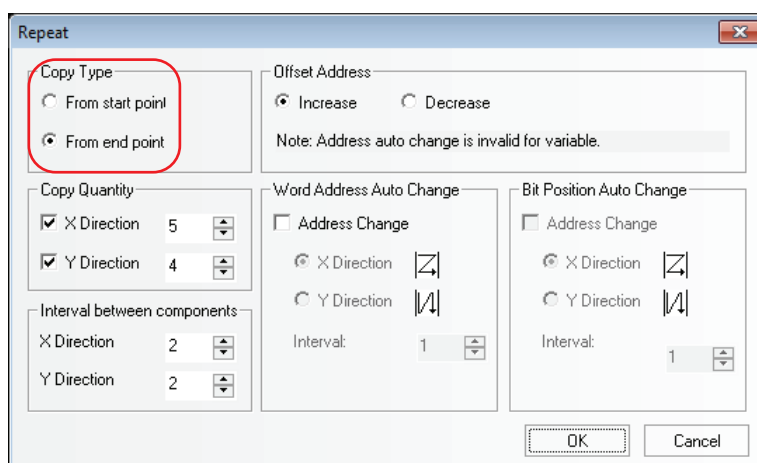 Repeat
Copy Type
From start point
From end point
Offset Address
Increase
Decrease
Note: Address auto change is invalid for variable.
Copy Quantity
X Direction 5
Y Direction 4
Interval between components
X Direction 2
Y Direction 2
Word Address Auto Change
Address Change
X Direction
Y Direction
Interval: 1
Bit Position Auto Change
Address Change
X Direction
Y Direction
Interval: 1
OK
Cancel